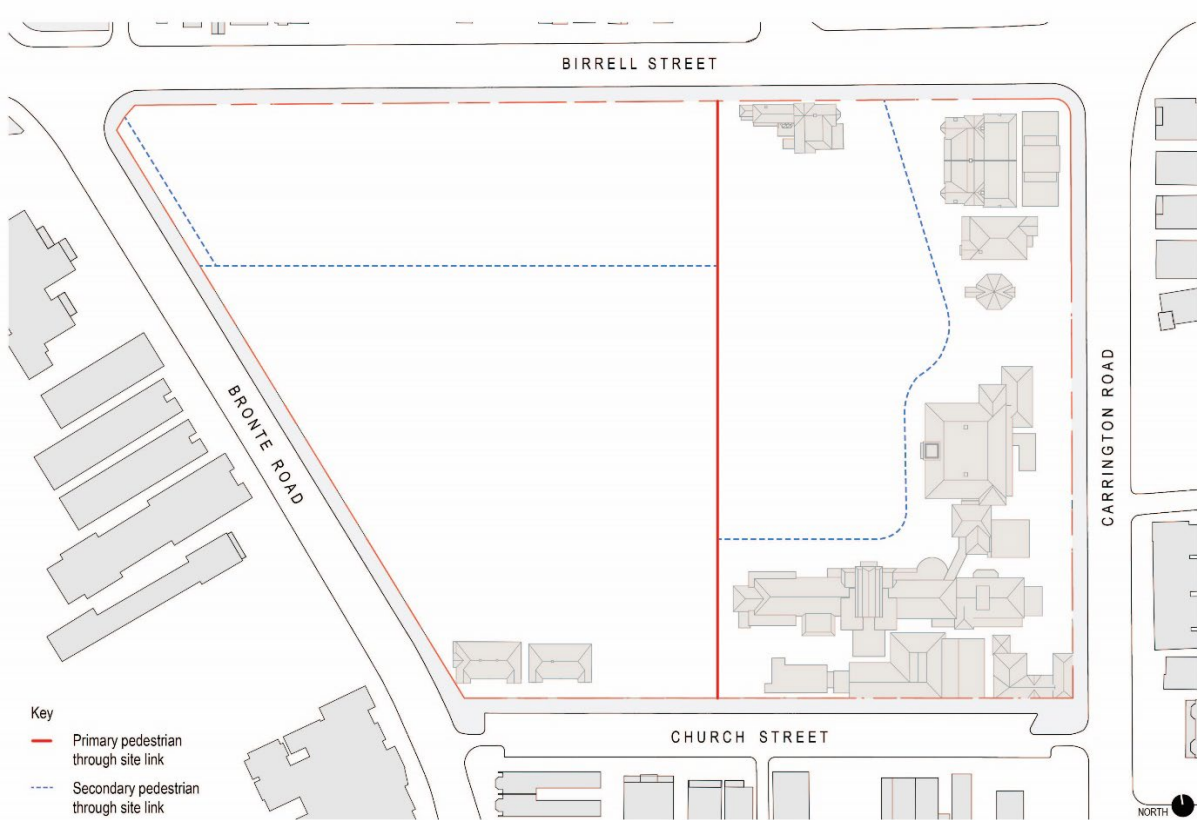 BIRRELL STREET
BRONTE ROAD
CARRINGTON ROAD
CHURCH STREET
Key
Primary pedestrian
through site link
Secondary pedestrian
through site link
NORTH